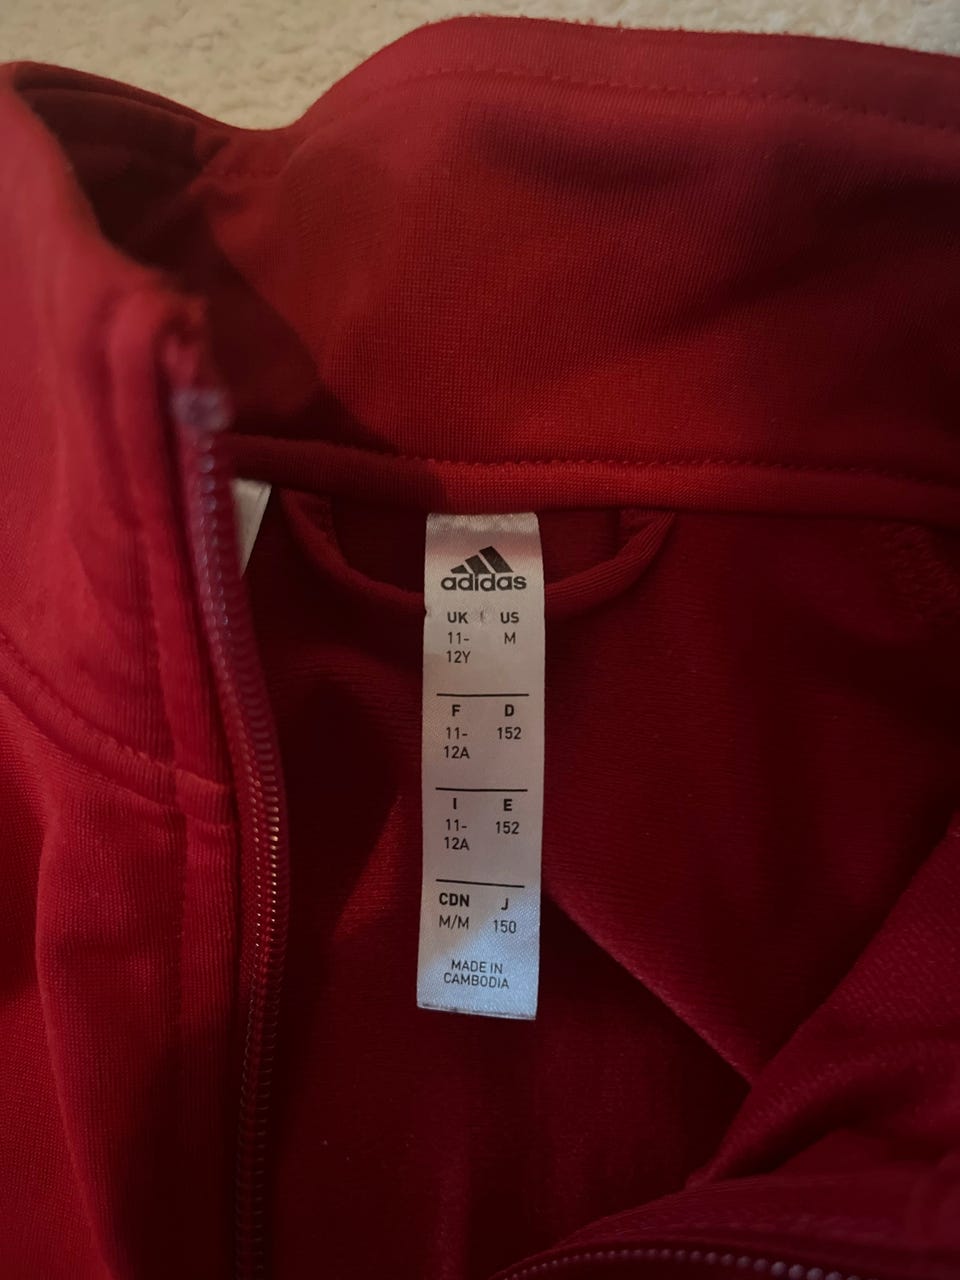 adidas
UK US
11- M
12Y
F D
11- 152
12A
I E
11- 152
12A
CDN J
M/M 150
MADE IN
CAMBODIA